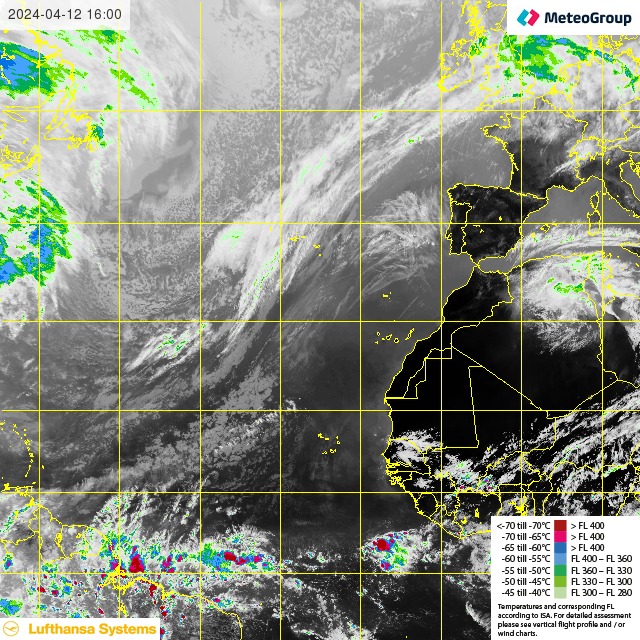 2024-04-12 16:00
MeteoGroup
<-70 till -70°C > FL 400
-70 till -65°C > FL 400
-65 till -60°C > FL 400
-60 till -55°C FL 400 – FL 360
-55 till -50°C FL 360 – FL 330
-50 till -45°C FL 330 – FL 300
-45 till -40°C FL 300 – FL 280
Temperatures and corresponding FL
according to ISA. For detailed assessment
please see vertical flight profile and / or
wind charts.
Lufthansa Systems